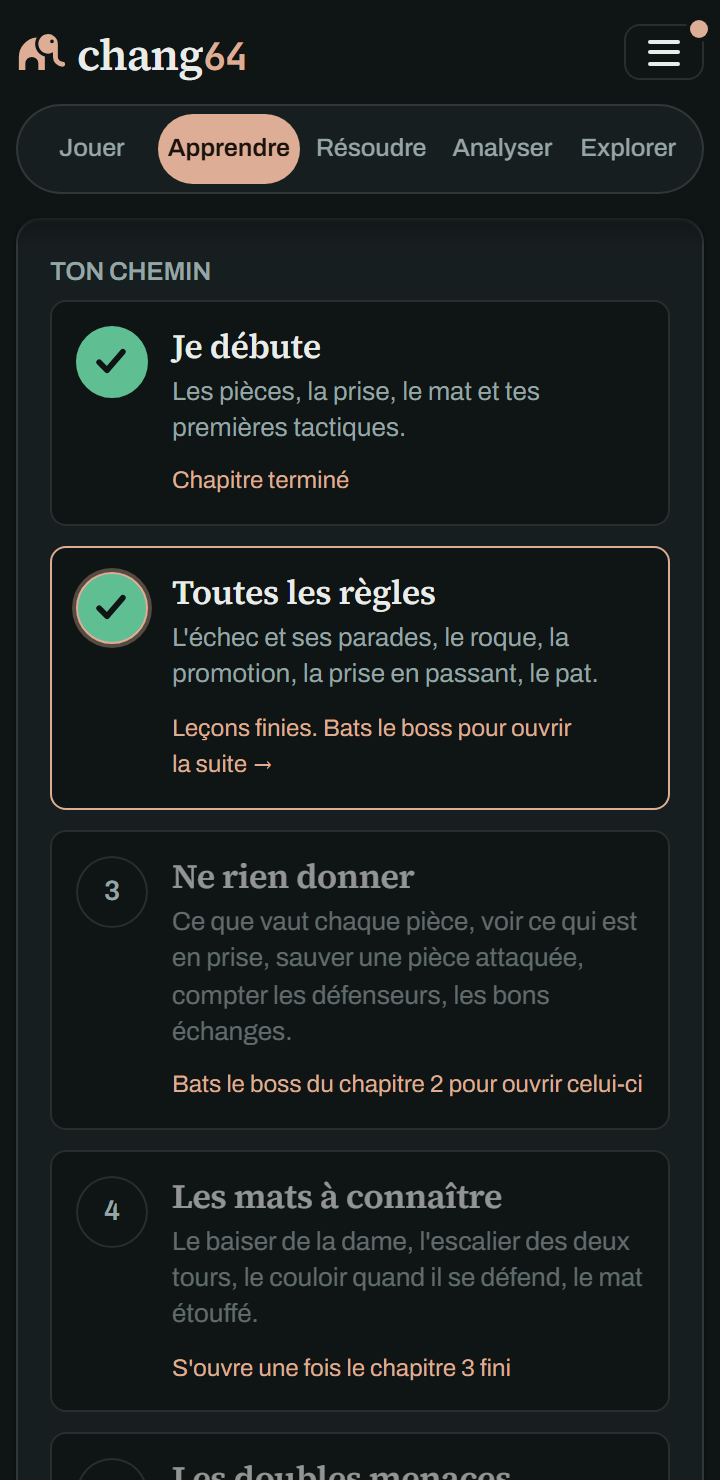 chang64
Jouer Apprendre Résoudre Analyser Explorer
TON CHEMIN
Je débute
Les pièces, la prise, le mat et tes
premières tactiques.
Chapitre terminé
Toutes les règles
L'échec et ses parades, le roque, la
promotion, la prise en passant, le pat.
Leçons finies. Bats le boss pour ouvrir
la suite →
3
Ne rien donner
Ce que vaut chaque pièce, voir ce qui est
en prise, sauver une pièce attaquée,
compter les défenseurs, les bons
échanges.
Bats le boss du chapitre 2 pour ouvrir celui-ci
4
Les mats à connaître
Le baiser de la dame, l'escalier des deux
tours, le couloir quand il se défend, le mat
étouffé.
S'ouvre une fois le chapitre 3 fini
Les doubles menaces